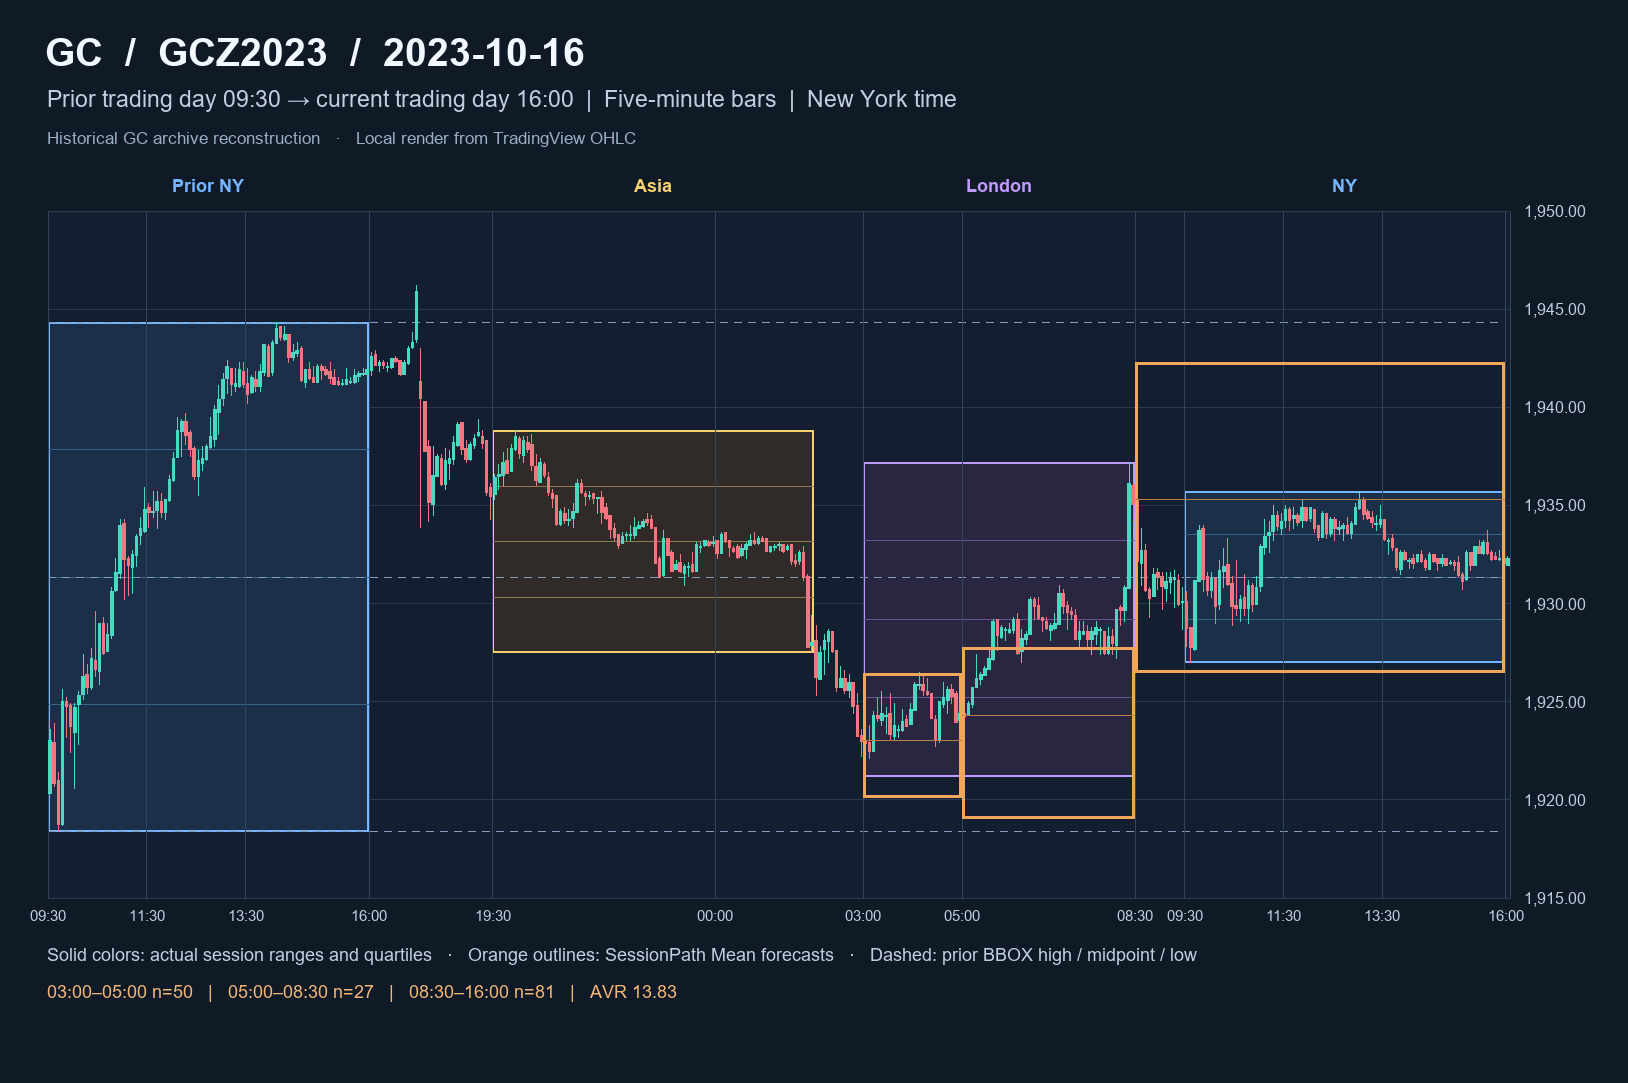 GC / GCZ2023 / 2023-10-16
Prior trading day 09:30 → current trading day 16:00 | Five-minute bars | New York time
Historical GC archive reconstruction · Local render from TradingView OHLC
Prior NY Asia London NY
1,950.00
1,945.00
1,940.00
1,935.00
1,930.00
1,925.00
1,920.00
1,915.00
09:30 11:30 13:30 16:00 19:30 00:00 03:00 05:00 08:30 09:30 11:30 13:30 16:00
Solid colors: actual session ranges and quartiles · Orange outlines: SessionPath Mean forecasts · Dashed: prior BBOX high / midpoint / low
03:00–05:00 n=50 | 05:00–08:30 n=27 | 08:30–16:00 n=81 | AVR 13.83